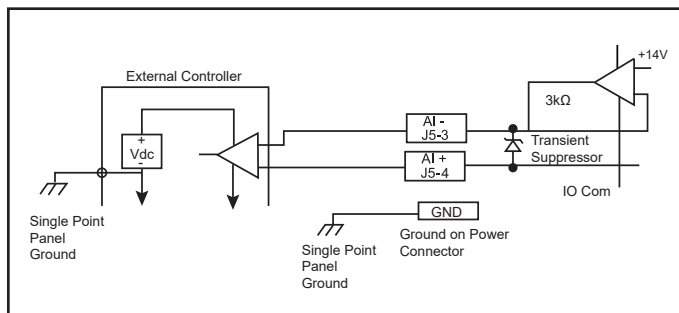 External Controller
+14V
3kΩ
AI -
J5-3
+
Vdc
-
Transient
Suppressor
AI +
J5-4
IO Com
GND
Single Point
Panel
Ground
Single Point
Panel
Ground
Ground on Power
Connector